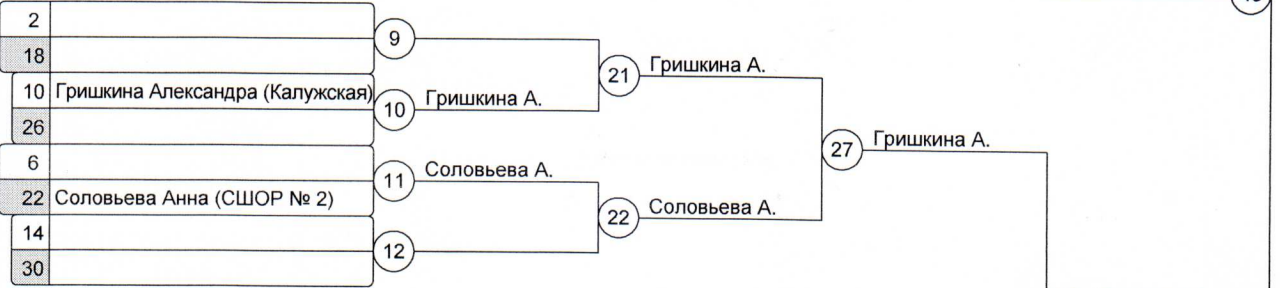 2
9
18
21 Гришкина А.
10 Гришкина Александра (Калужская)
10 Гришкина А.
26
27 Гришкина А.
6
11 Соловьева А.
22 Соловьева Анна (СШОР № 2)
22 Соловьева А.
14
12
30